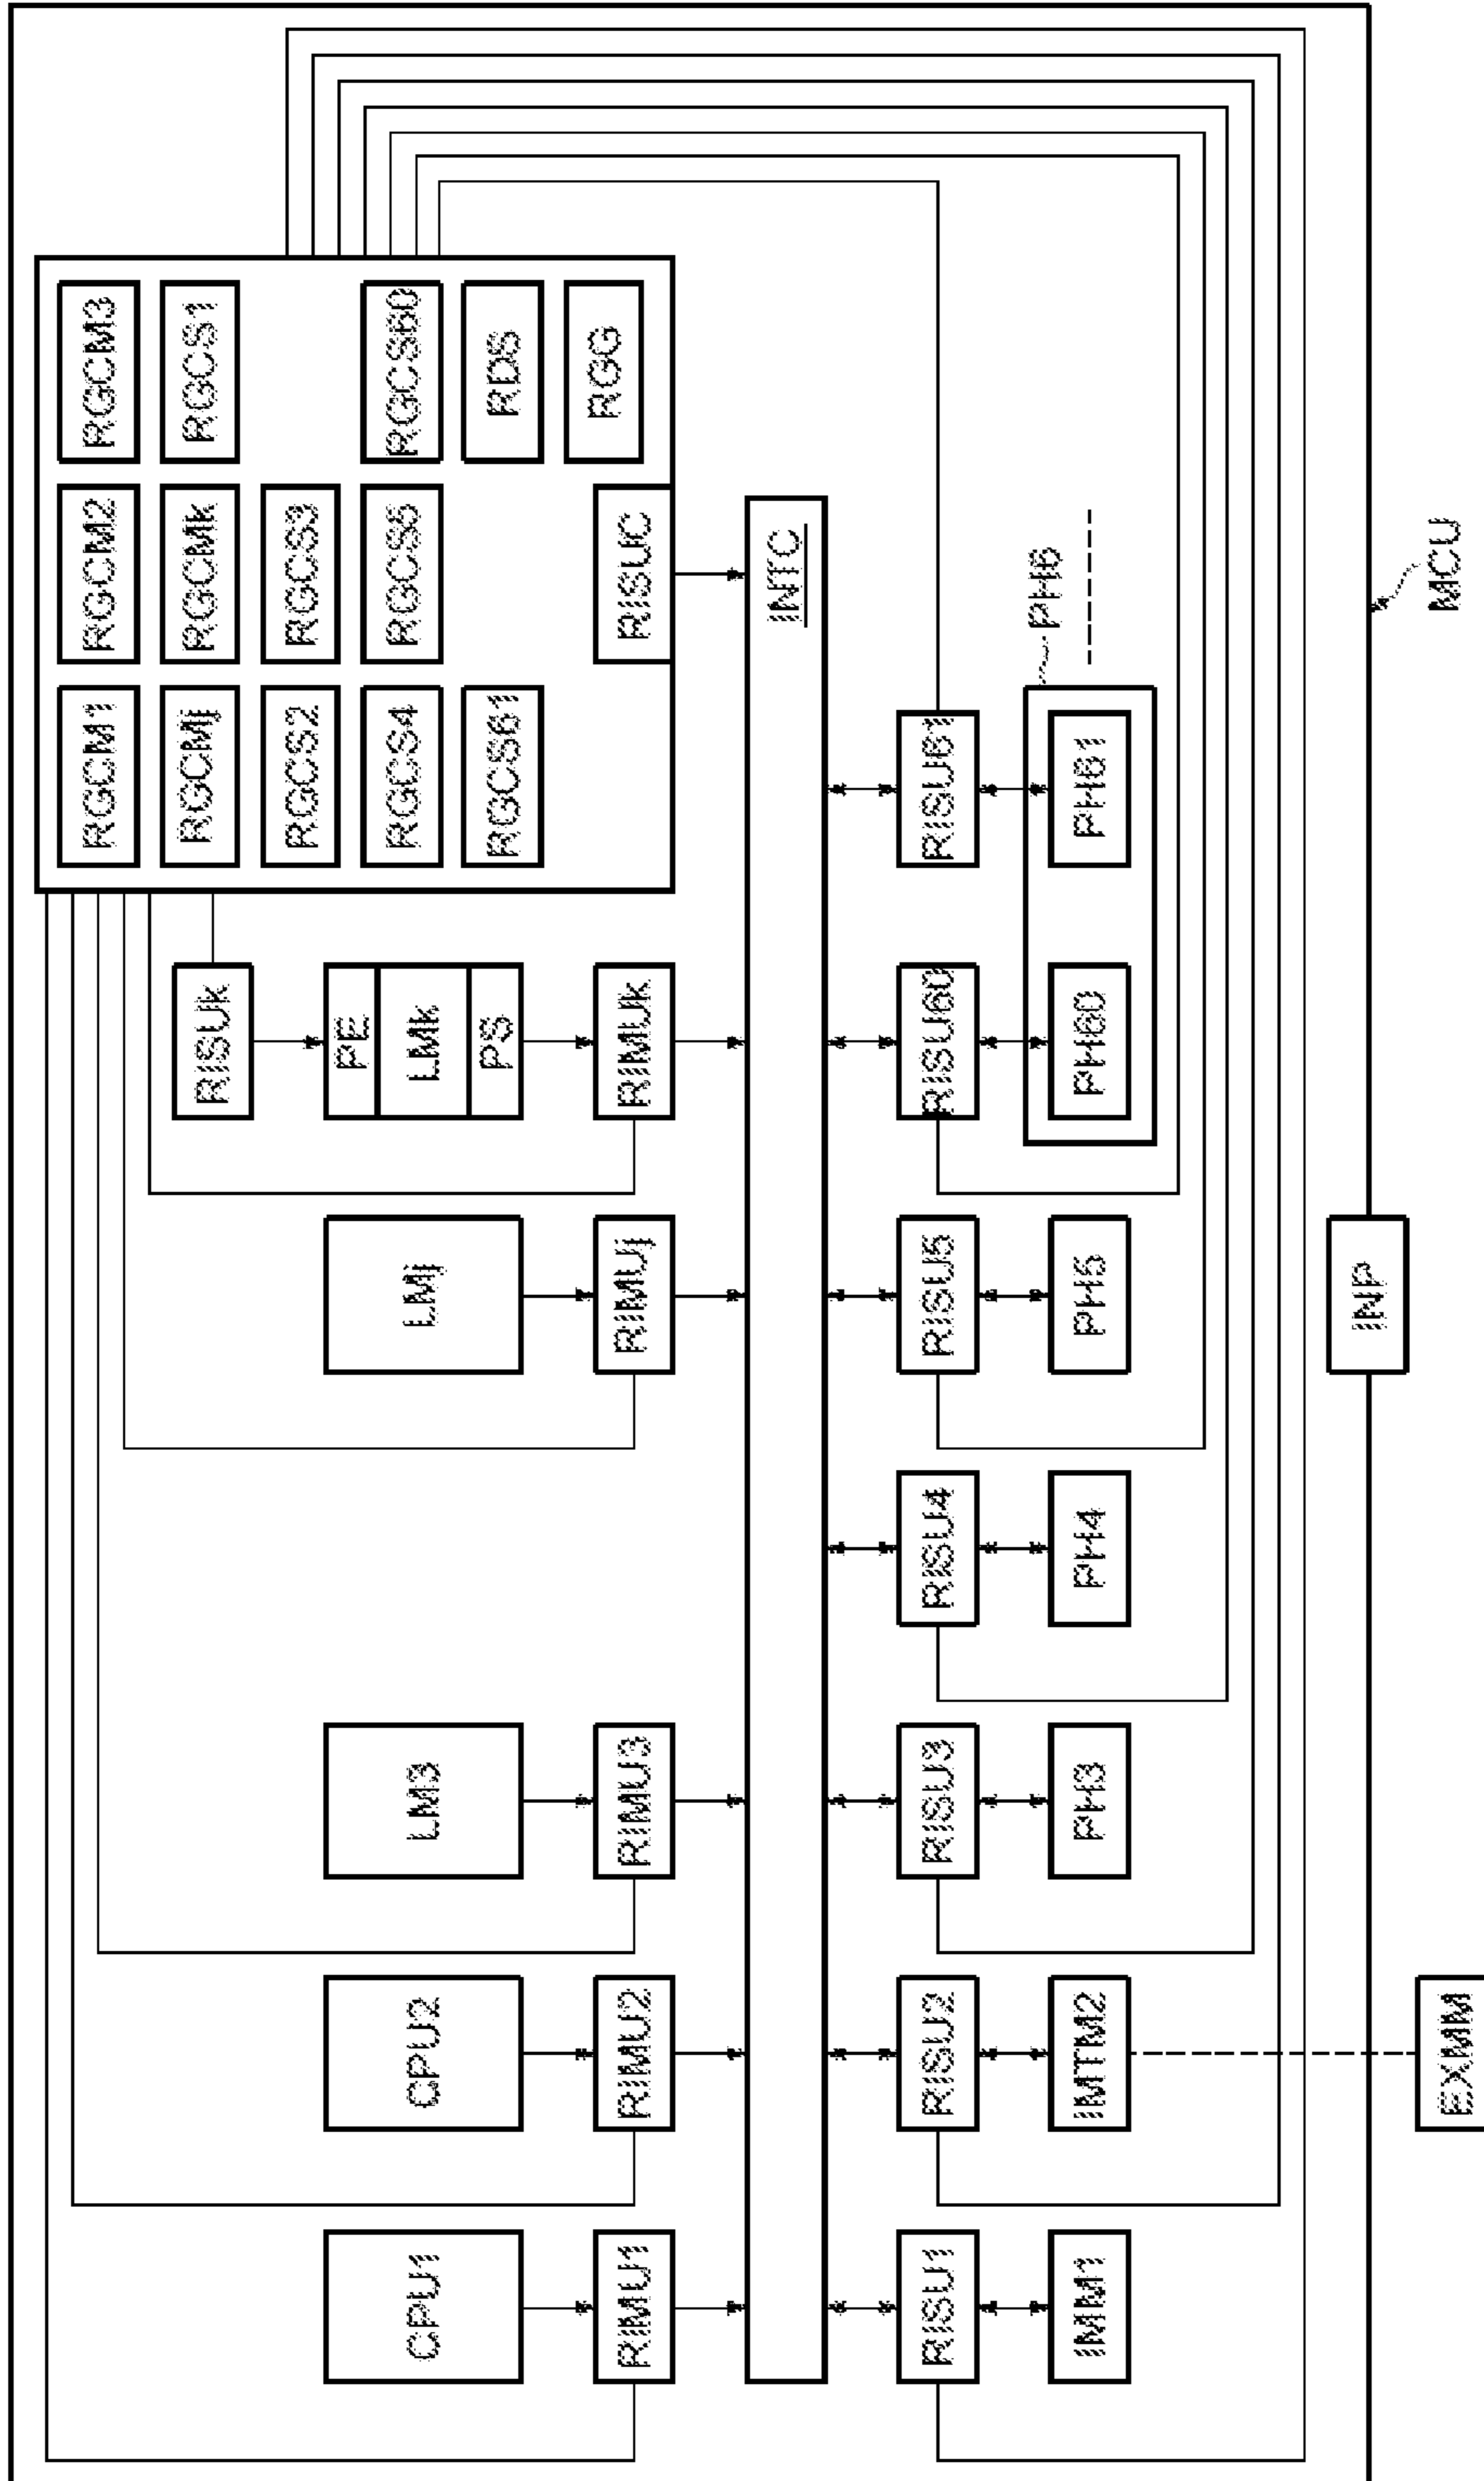 RGCM1 RGCM2 RGCM3
RGCMj RGCMk RGCS1
RGCS2 RGCS3
RGCS4 RGCS5 RGCS60
RGCS61 RDS
RISUC RGG
RISUk
CPU1 CPU2 LM3 LMj PE
LMk
PS
RIMU1 RIMU2 RIMU3 RIMUj RIMUk
INTC
RISU1 RISU2 RISU3 RISU4 RISU5 RISU60 RISU61
PH6
IMM1 IMTM2 PH3 PH4 PH5 PH60 PH61
INP
MCU
EXMM